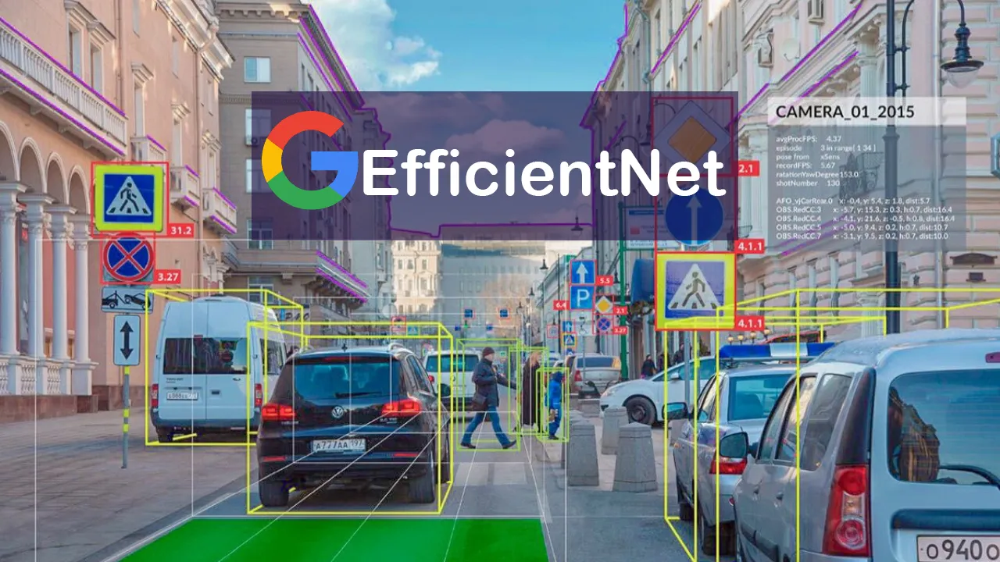 EfficientNet
CAMERA_01_2015
avgProcFPS: 4.37
episode 3 in range[ 1 34 ]
pose from xSens
recordFPS: 5.67
ratationYawDegree153.0
shotNumber 130
AFO_vjCarRear.0 x: -0.4, y: 5.4, z: 1.8, dist:5.7
OBS.RedCC.3 x: -5.7, y: 15.3, z: 0.3, h:0.7, dist:16.4
OBS.RedCC.4 x: -4.1, y: 21.6, z: -0.5, h:0.8, dist:16.4
OBS.RedCC.5 x: -5.0, y: 9.4, z: 0.2, h:0.7, dist:10.7
OBS.RedCC.7 x: -3.1, y: 9.5, z: 0.2, h:0.7, dist:10.0
2.1
31.2
4.1.1
3.27
5.5
P
6.4
2.1
3.27
4.1.1
А777АА 197
О940О